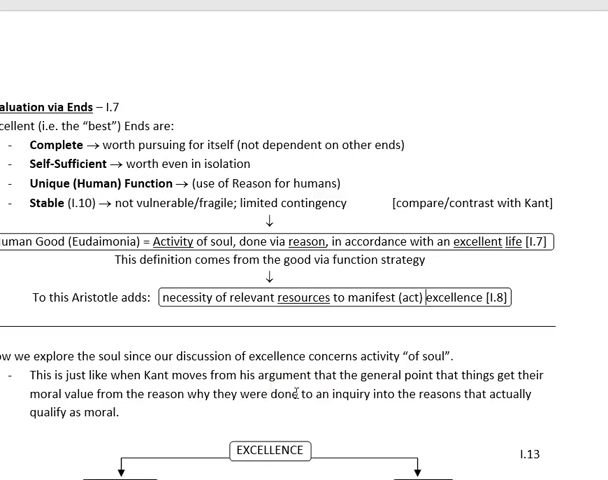 aluation via Ends – I.7
cellent (i.e. the “best”) Ends are:
- Complete → worth pursuing for itself (not dependent on other ends)
- Self-Sufficient → worth even in isolation
- Unique (Human) Function → (use of Reason for humans)
- Stable (I.10) → not vulnerable/fragile; limited contingency [compare/contrast with Kant]
↓
uman Good (Eudaimonia) = Activity of soul, done via reason, in accordance with an excellent life [I.7]
This definition comes from the good via function strategy
↓
To this Aristotle adds: necessity of relevant resources to manifest (act) excellence [I.8]
ow we explore the soul since our discussion of excellence concerns activity “of soul”.
- This is just like when Kant moves from his argument that the general point that things get their
moral value from the reason why they were done to an inquiry into the reasons that actually
qualify as moral.
EXCELLENCE
I.13